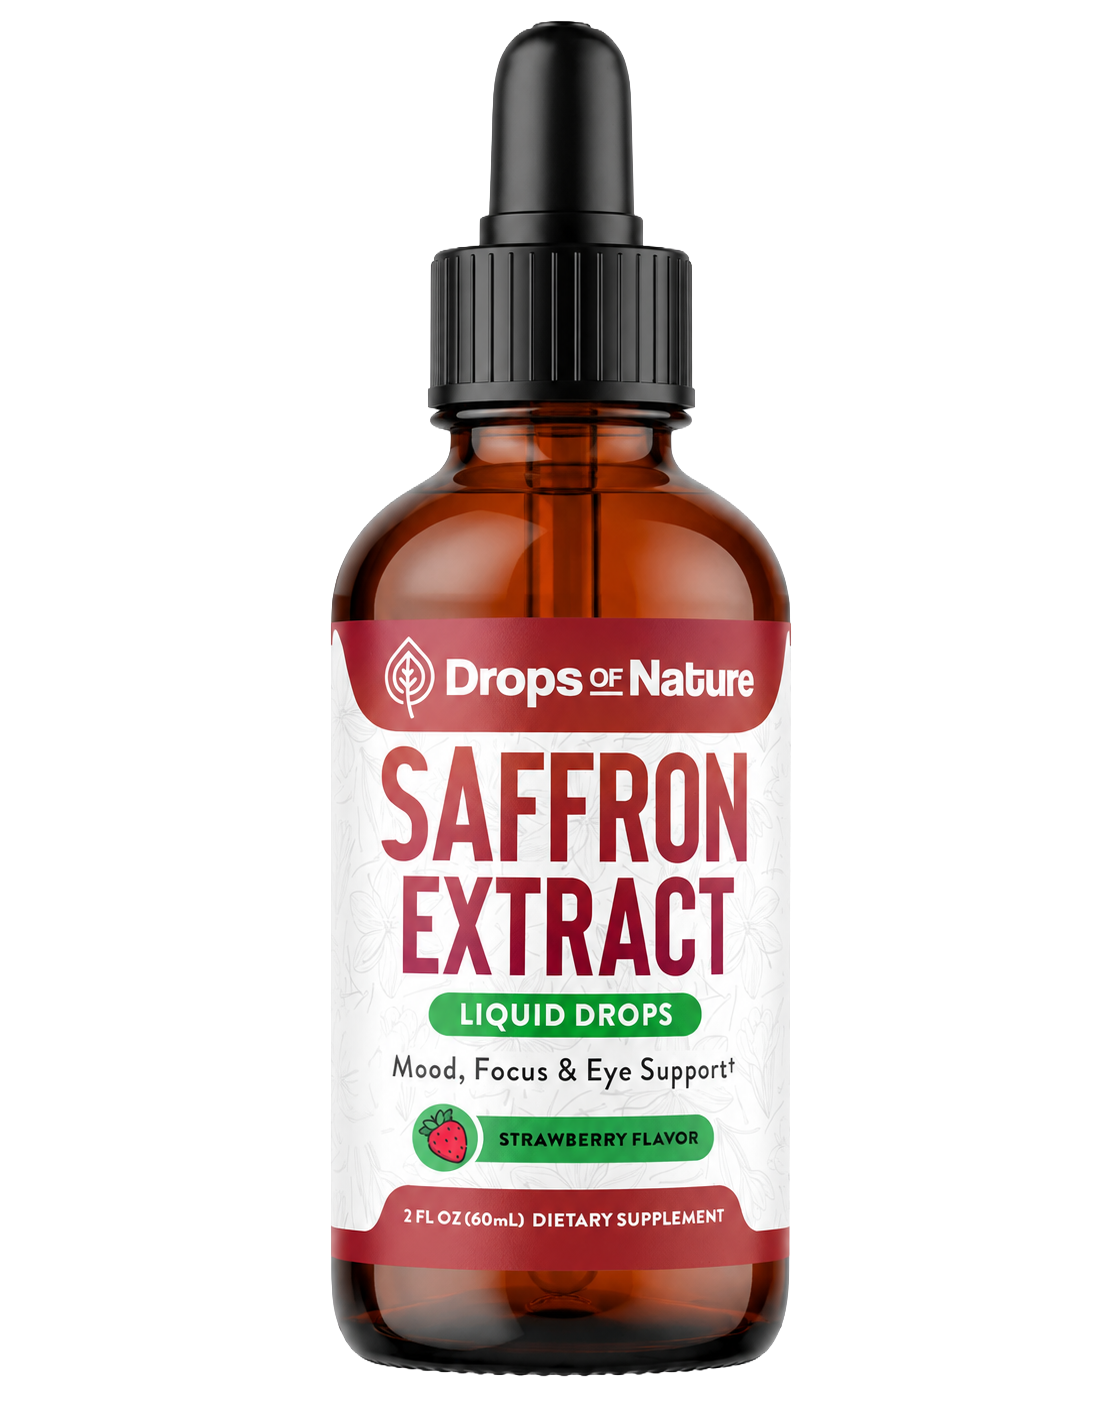 Drops OF Nature
SAFFRON
EXTRACT
LIQUID DROPS
Mood, Focus & Eye Support†
STRAWBERRY FLAVOR
2 FL OZ (60mL) DIETARY SUPPLEMENT